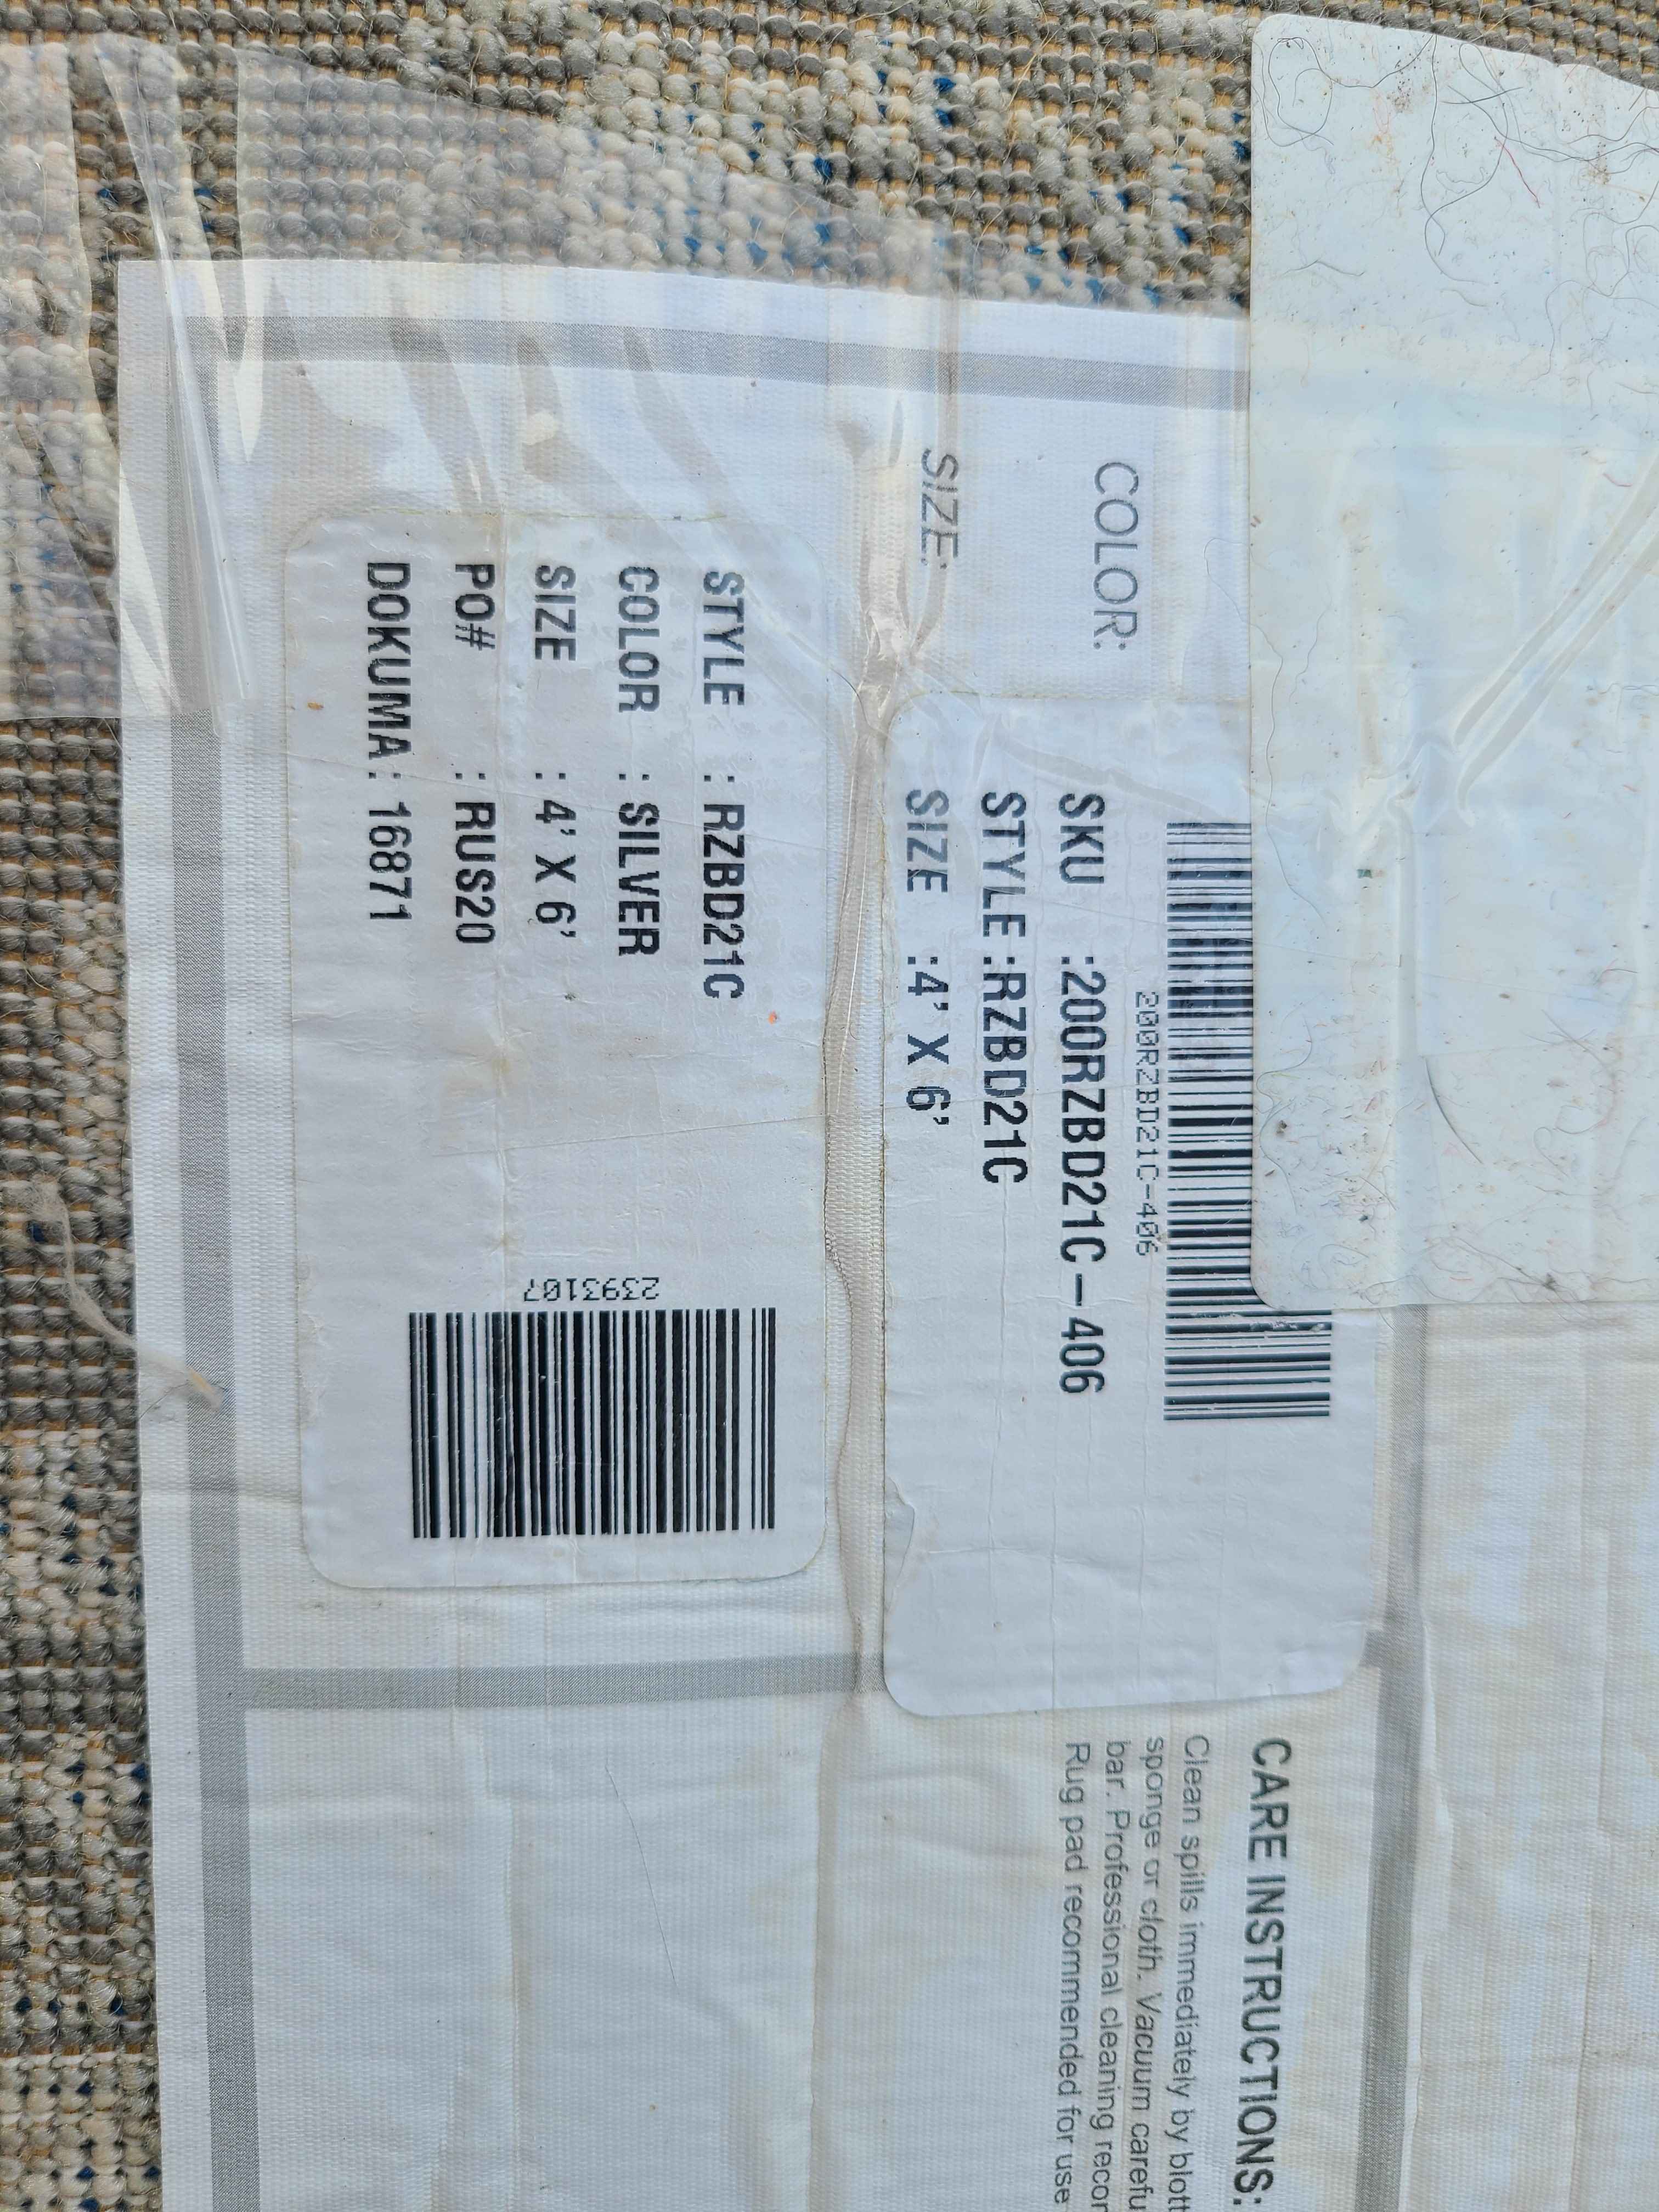 COLOR:
SIZE:
200RZBD21C-406
SKU :200RZBD21C-406
STYLE :RZBD21C
SIZE :4' X 6'
STYLE : RZBD21C
COLOR : SILVER
SIZE : 4' X 6'
PO# : RUS20
DOKUMA : 16871
2393107
CARE INSTRUCTIONS:
Clean spills immediately by blott
sponge or cloth. Vacuum carefu
bar. Professional cleaning recom
Rug pad recommended for use